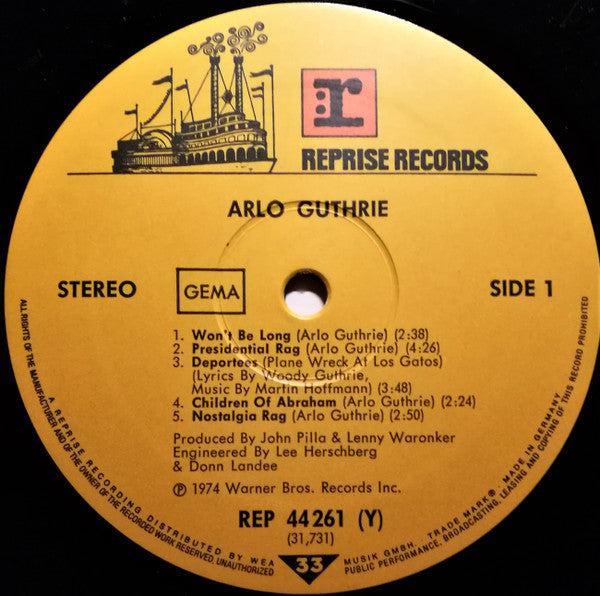 r
REPRISE RECORDS
ARLO GUTHRIE
STEREO
GEMA
SIDE 1
1. Won't Be Long (Arlo Guthrie) (2:38)
2. Presidential Rag (Arlo Guthrie) (4:26)
3. Deportees (Plane Wreck At Los Gatos)
(Lyrics By Woody Guthrie,
Music By Martin Hoffmann) (3:48)
4. Children Of Abraham (Arlo Guthrie) (2:24)
5. Nostalgia Rag (Arlo Guthrie) (2:50)
Produced By John Pilla & Lenny Waronker
Engineered By Lee Herschberg
& Donn Landee
℗ 1974 Warner Bros. Records Inc.
REP 44 261 (Y)
(31,731)
33
A REPRISE RECORDING DISTRIBUTED BY WEA MUSIK GMBH. TRADE MARK® · MADE IN GERMANY
ALL RIGHTS OF THE MANUFACTURER AND OF THE OWNER OF THE RECORDED WORK RESERVED, UNAUTHORIZED PUBLIC PERFORMANCE, BROADCASTING, LEASING AND COPYING OF THIS RECORD PROHIBITED